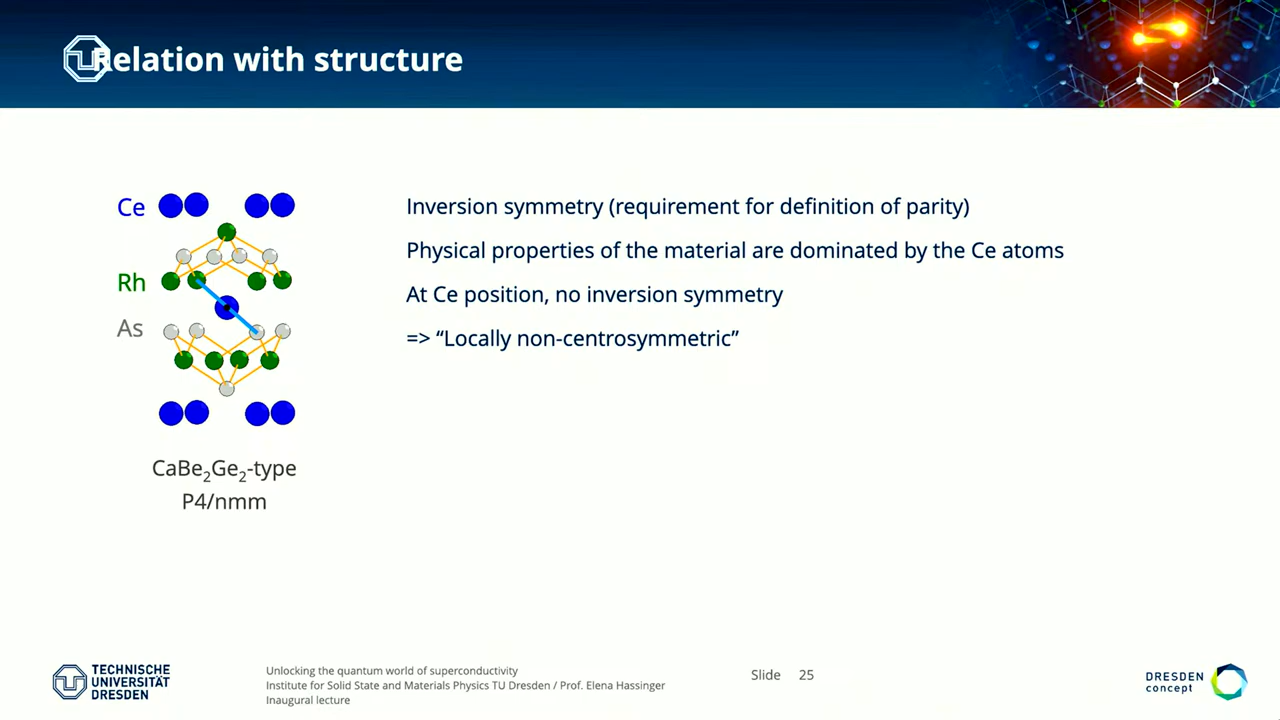 Relation with structure
Ce
Rh
As
CaBe₂Ge₂-type
P4/nmm
Inversion symmetry (requirement for definition of parity)
Physical properties of the material are dominated by the Ce atoms
At Ce position, no inversion symmetry
=> “Locally non-centrosymmetric”
TECHNISCHE
UNIVERSITÄT
DRESDEN
Unlocking the quantum world of superconductivity
Institute for Solid State and Materials Physics TU Dresden / Prof. Elena Hassinger
Inaugural lecture
Slide 25
DRESDEN
concept